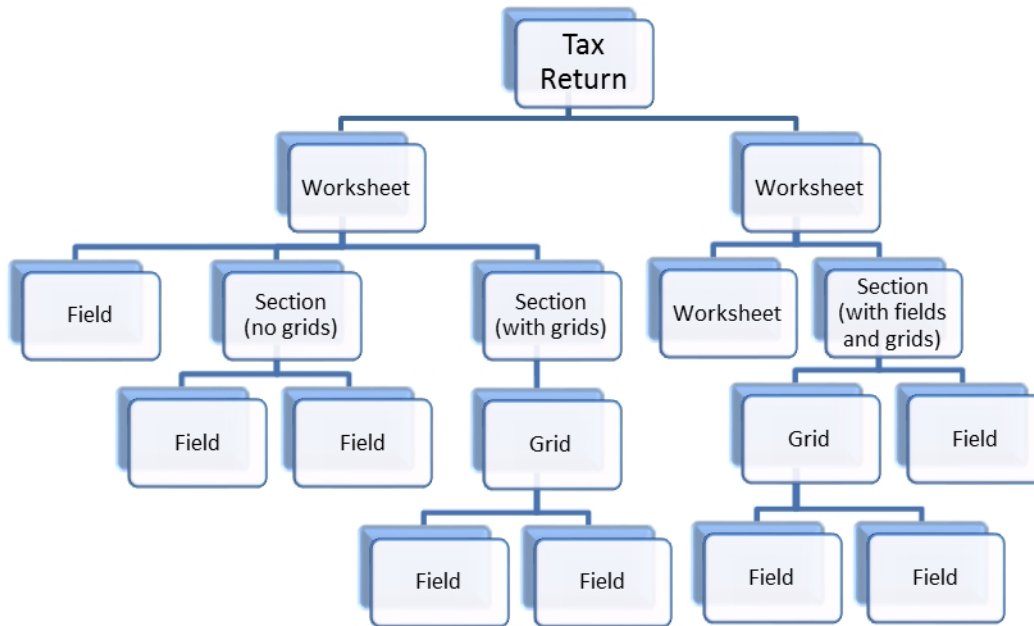 Tax
Return
Worksheet
Worksheet
Field
Section
(no grids)
Section
(with grids)
Worksheet
Section
(with fields
and grids)
Field
Field
Grid
Grid
Field
Field
Field
Field
Field